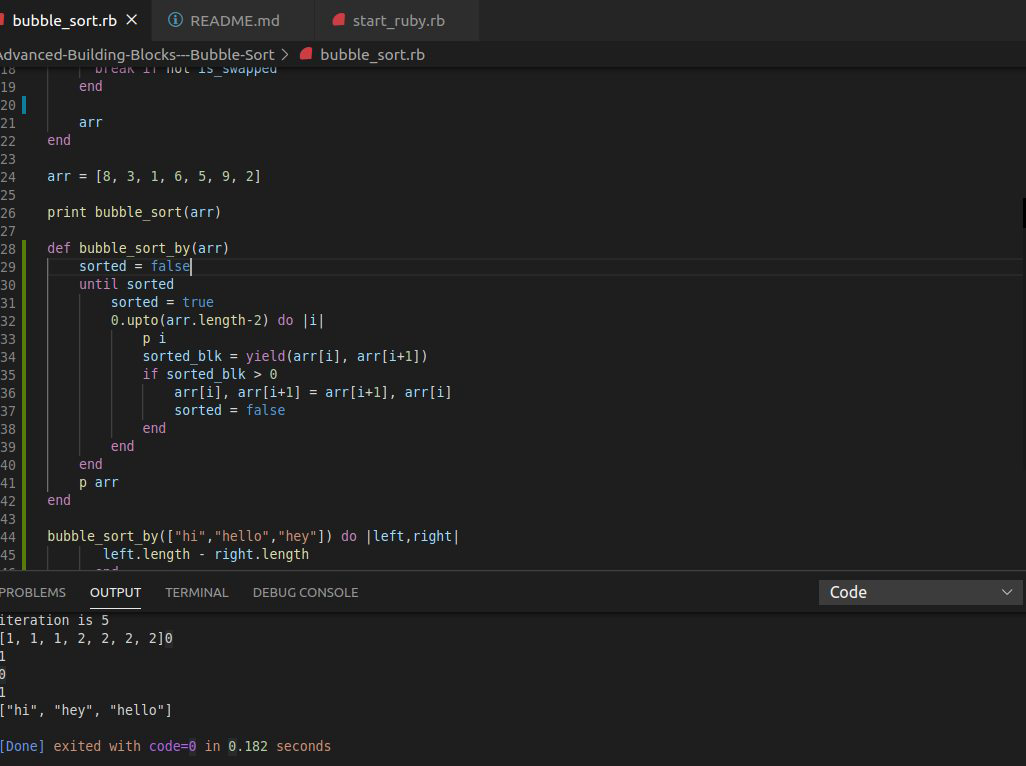 bubble_sort.rb × README.md start_ruby.rb
Advanced-Building-Blocks---Bubble-Sort > bubble_sort.rb
18 break if not is_swapped
19 end
20
21 arr
22 end
23
24 arr = [8, 3, 1, 6, 5, 9, 2]
25
26 print bubble_sort(arr)
27
28 def bubble_sort_by(arr)
29 sorted = false
30 until sorted
31 sorted = true
32 0.upto(arr.length-2) do |i|
33 p i
34 sorted_blk = yield(arr[i], arr[i+1])
35 if sorted_blk > 0
36 arr[i], arr[i+1] = arr[i+1], arr[i]
37 sorted = false
38 end
39 end
40 end
41 p arr
42 end
43
44 bubble_sort_by(["hi","hello","hey"]) do |left,right|
45 left.length - right.length
46 end
PROBLEMS OUTPUT TERMINAL DEBUG CONSOLE Code
iteration is 5
[1, 1, 1, 2, 2, 2, 2]0
1
0
1
["hi", "hey", "hello"]
[Done] exited with code=0 in 0.182 seconds